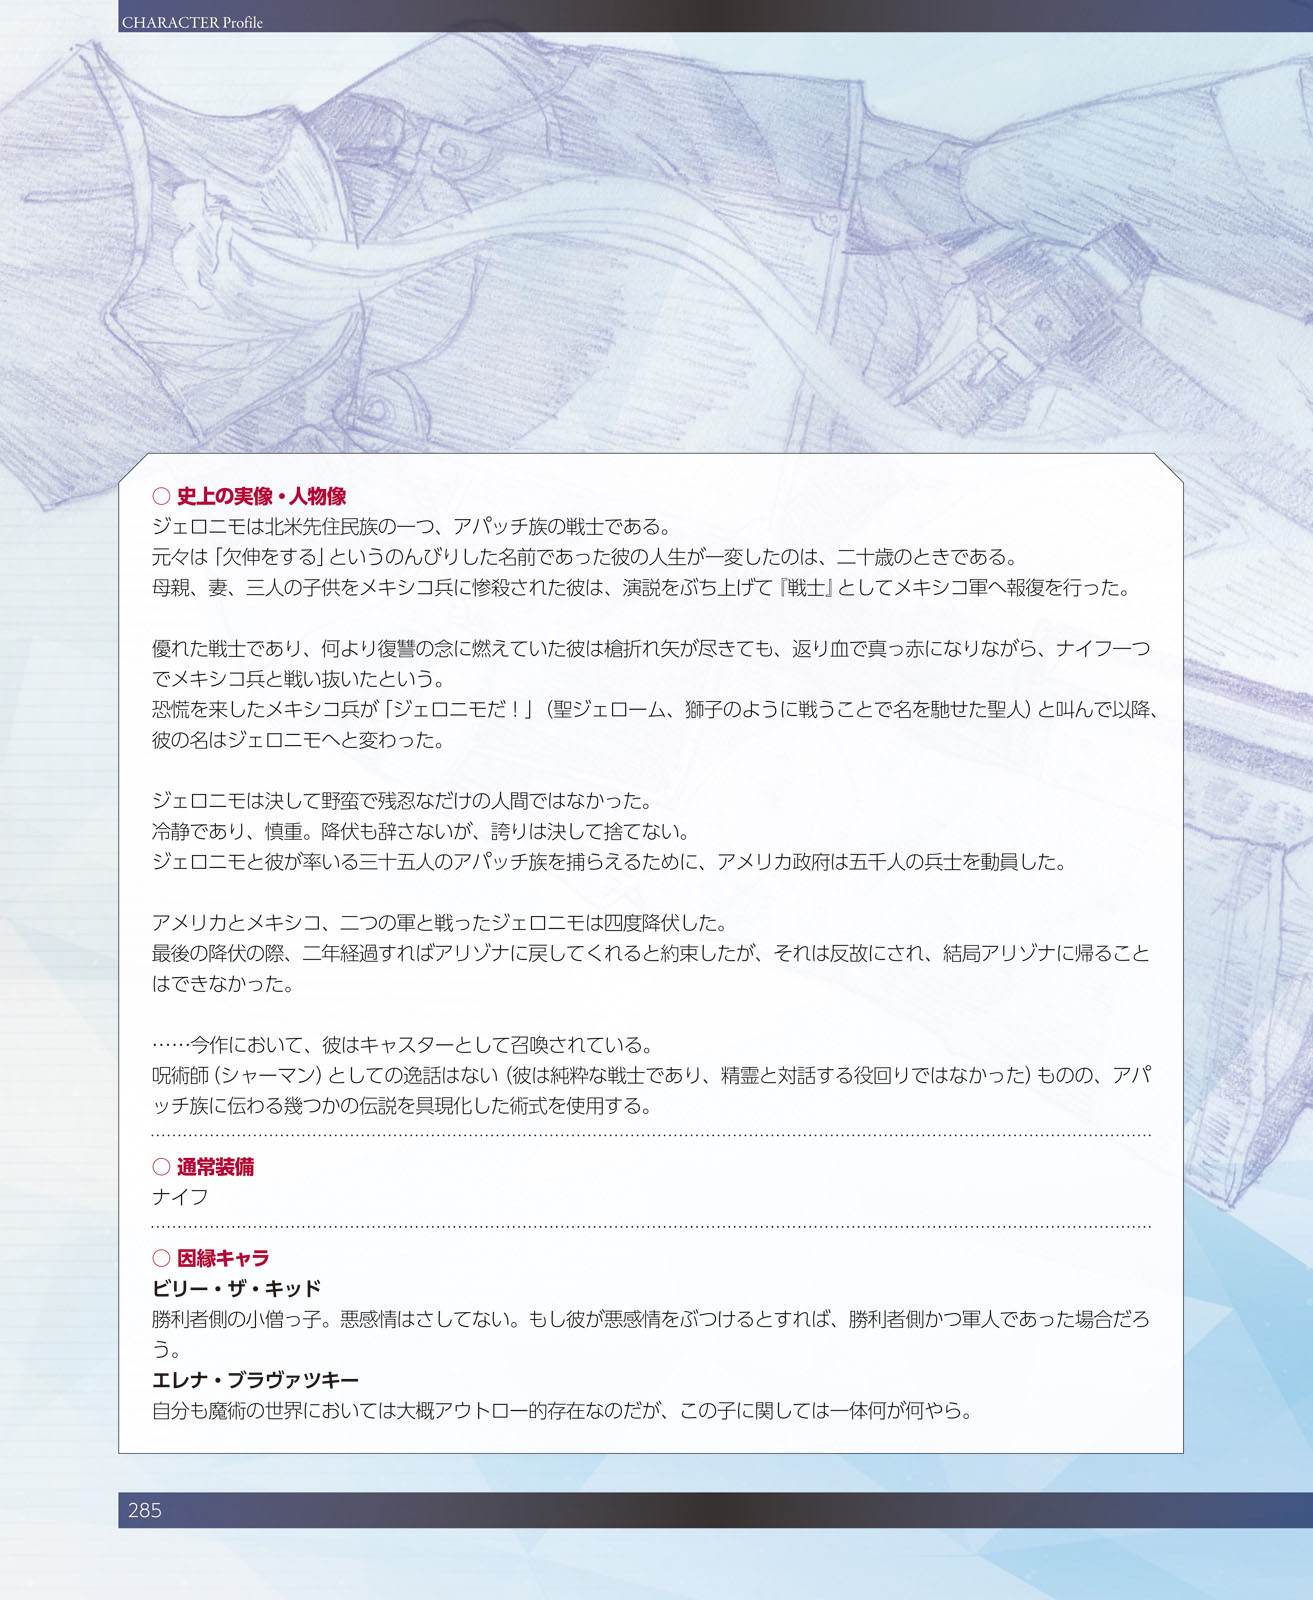 CHARACTER Profile
○ 史上の実像・人物像
ジェロニモは北米先住民族の一つ、アパッチ族の戦士である。
元々は「欠伸をする」というのんびりした名前であった彼の人生が一変したのは、二十歳のときである。
母親、妻、三人の子供をメキシコ兵に惨殺された彼は、演説をぶち上げて『戦士』としてメキシコ軍へ報復を行った。
優れた戦士であり、何より復讐の念に燃えていた彼は槍折れ矢が尽きても、返り血で真っ赤になりながら、ナイフ一つ
でメキシコ兵と戦い抜いたという。
恐慌を来したメキシコ兵が「ジェロニモだ！」（聖ジェローム、獅子のように戦うことで名を馳せた聖人）と叫んで以降、
彼の名はジェロニモへと変わった。
ジェロニモは決して野蛮で残忍なだけの人間ではなかった。
冷静であり、慎重。降伏も辞さないが、誇りは決して捨てない。
ジェロニモと彼が率いる三十五人のアパッチ族を捕らえるために、アメリカ政府は五千人の兵士を動員した。
アメリカとメキシコ、二つの軍と戦ったジェロニモは四度降伏した。
最後の降伏の際、二年経過すればアリゾナに戻してくれると約束したが、それは反故にされ、結局アリゾナに帰ること
はできなかった。
……今作において、彼はキャスターとして召喚されている。
呪術師（シャーマン）としての逸話はない（彼は純粋な戦士であり、精霊と対話する役回りではなかった）ものの、アパ
ッチ族に伝わる幾つかの伝説を具現化した術式を使用する。
○ 通常装備
ナイフ
○ 因縁キャラ
ビリー・ザ・キッド
勝利者側の小僧っ子。悪感情はさしてない。もし彼が悪感情をぶつけるとすれば、勝利者側かつ軍人であった場合だろ
う。
エレナ・ブラヴァツキー
自分も魔術の世界においては大概アウトロー的存在なのだが、この子に関しては一体何が何やら。
285